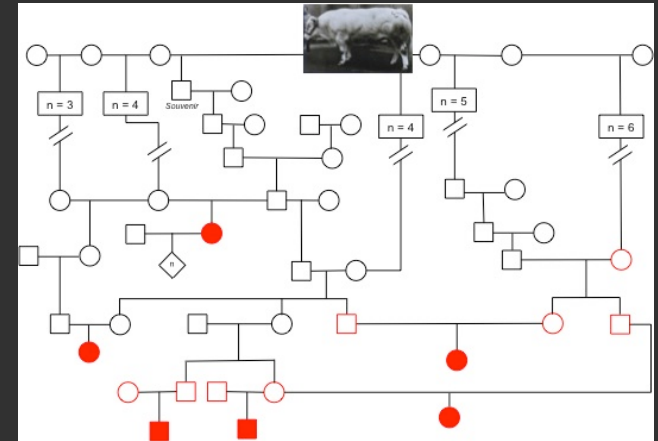 n = 3
n = 4
Souvenir
n = 4
n = 5
n = 6
n